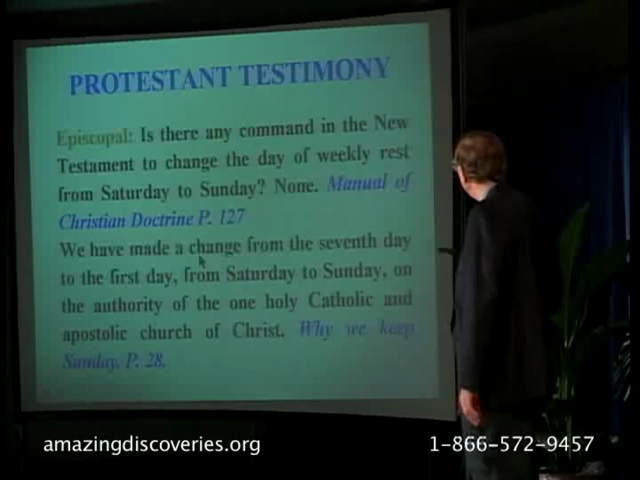 PROTESTANT TESTIMONY
Episcopal: Is there any command in the New
Testament to change the day of weekly rest
from Saturday to Sunday? None. Manual of
Christian Doctrine P. 127
We have made a change from the seventh day
to the first day, from Saturday to Sunday, on
the authority of the one holy Catholic and
apostolic church of Christ. Why we keep
Sunday, P. 28.
amazingdiscoveries.org
1-866-572-9457